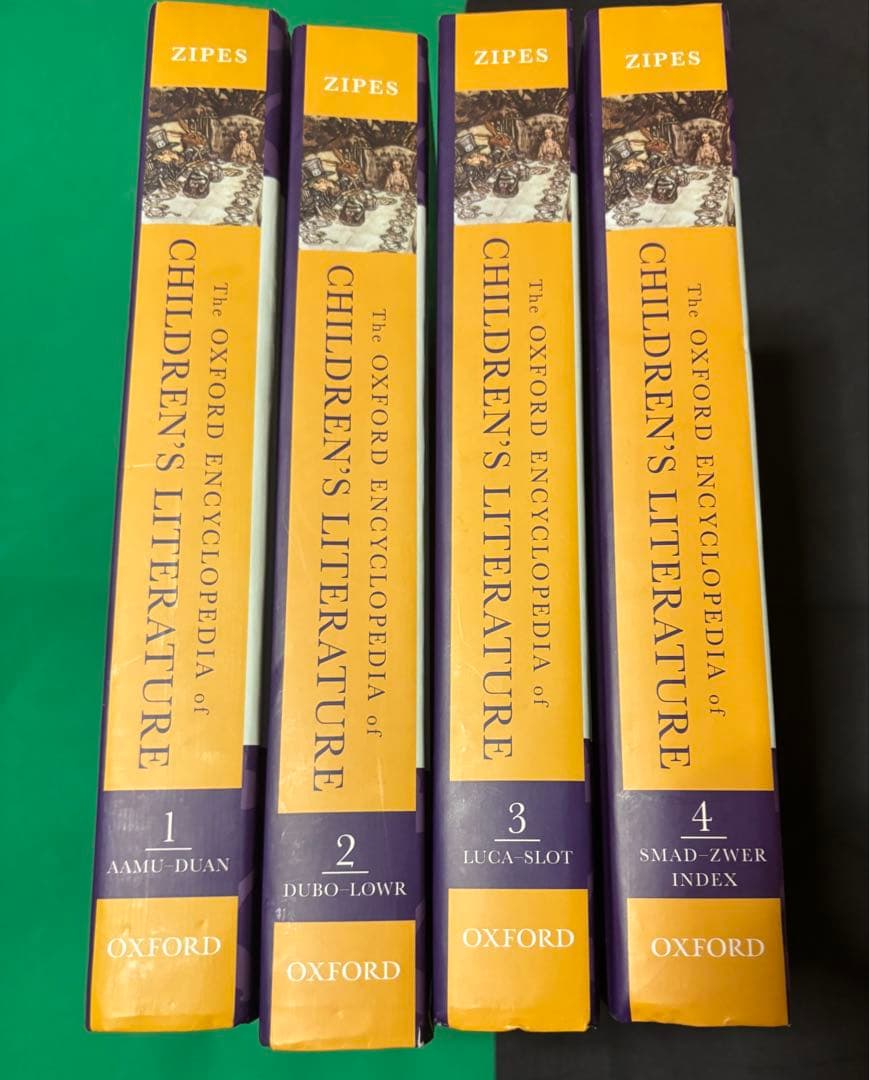 ZIPES
The OXFORD ENCYCLOPEDIA of
CHILDREN'S LITERATURE
1
AAMU–DUAN
OXFORD
ZIPES
The OXFORD ENCYCLOPEDIA of
CHILDREN'S LITERATURE
2
DUBO–LOWR
OXFORD
ZIPES
The OXFORD ENCYCLOPEDIA of
CHILDREN'S LITERATURE
3
LUCA–SLOT
OXFORD
ZIPES
The OXFORD ENCYCLOPEDIA of
CHILDREN'S LITERATURE
4
SMAD–ZWER
INDEX
OXFORD